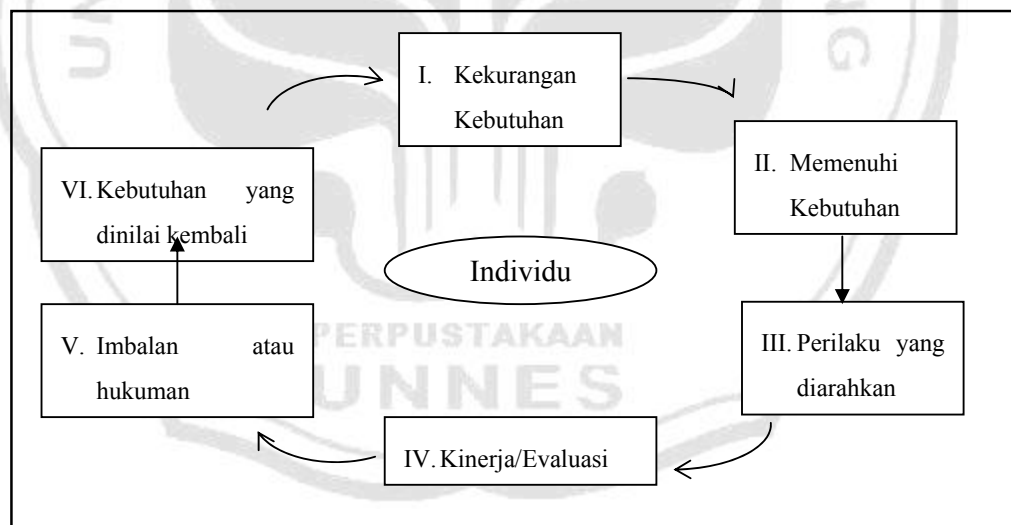 I. Kekurangan
Kebutuhan
II. Memenuhi
Kebutuhan
III. Perilaku yang
diarahkan
IV. Kinerja/Evaluasi
V. Imbalan atau
hukuman
VI. Kebutuhan yang
dinilai kembali
Individu
PERPUSTAKAAN
UNNES